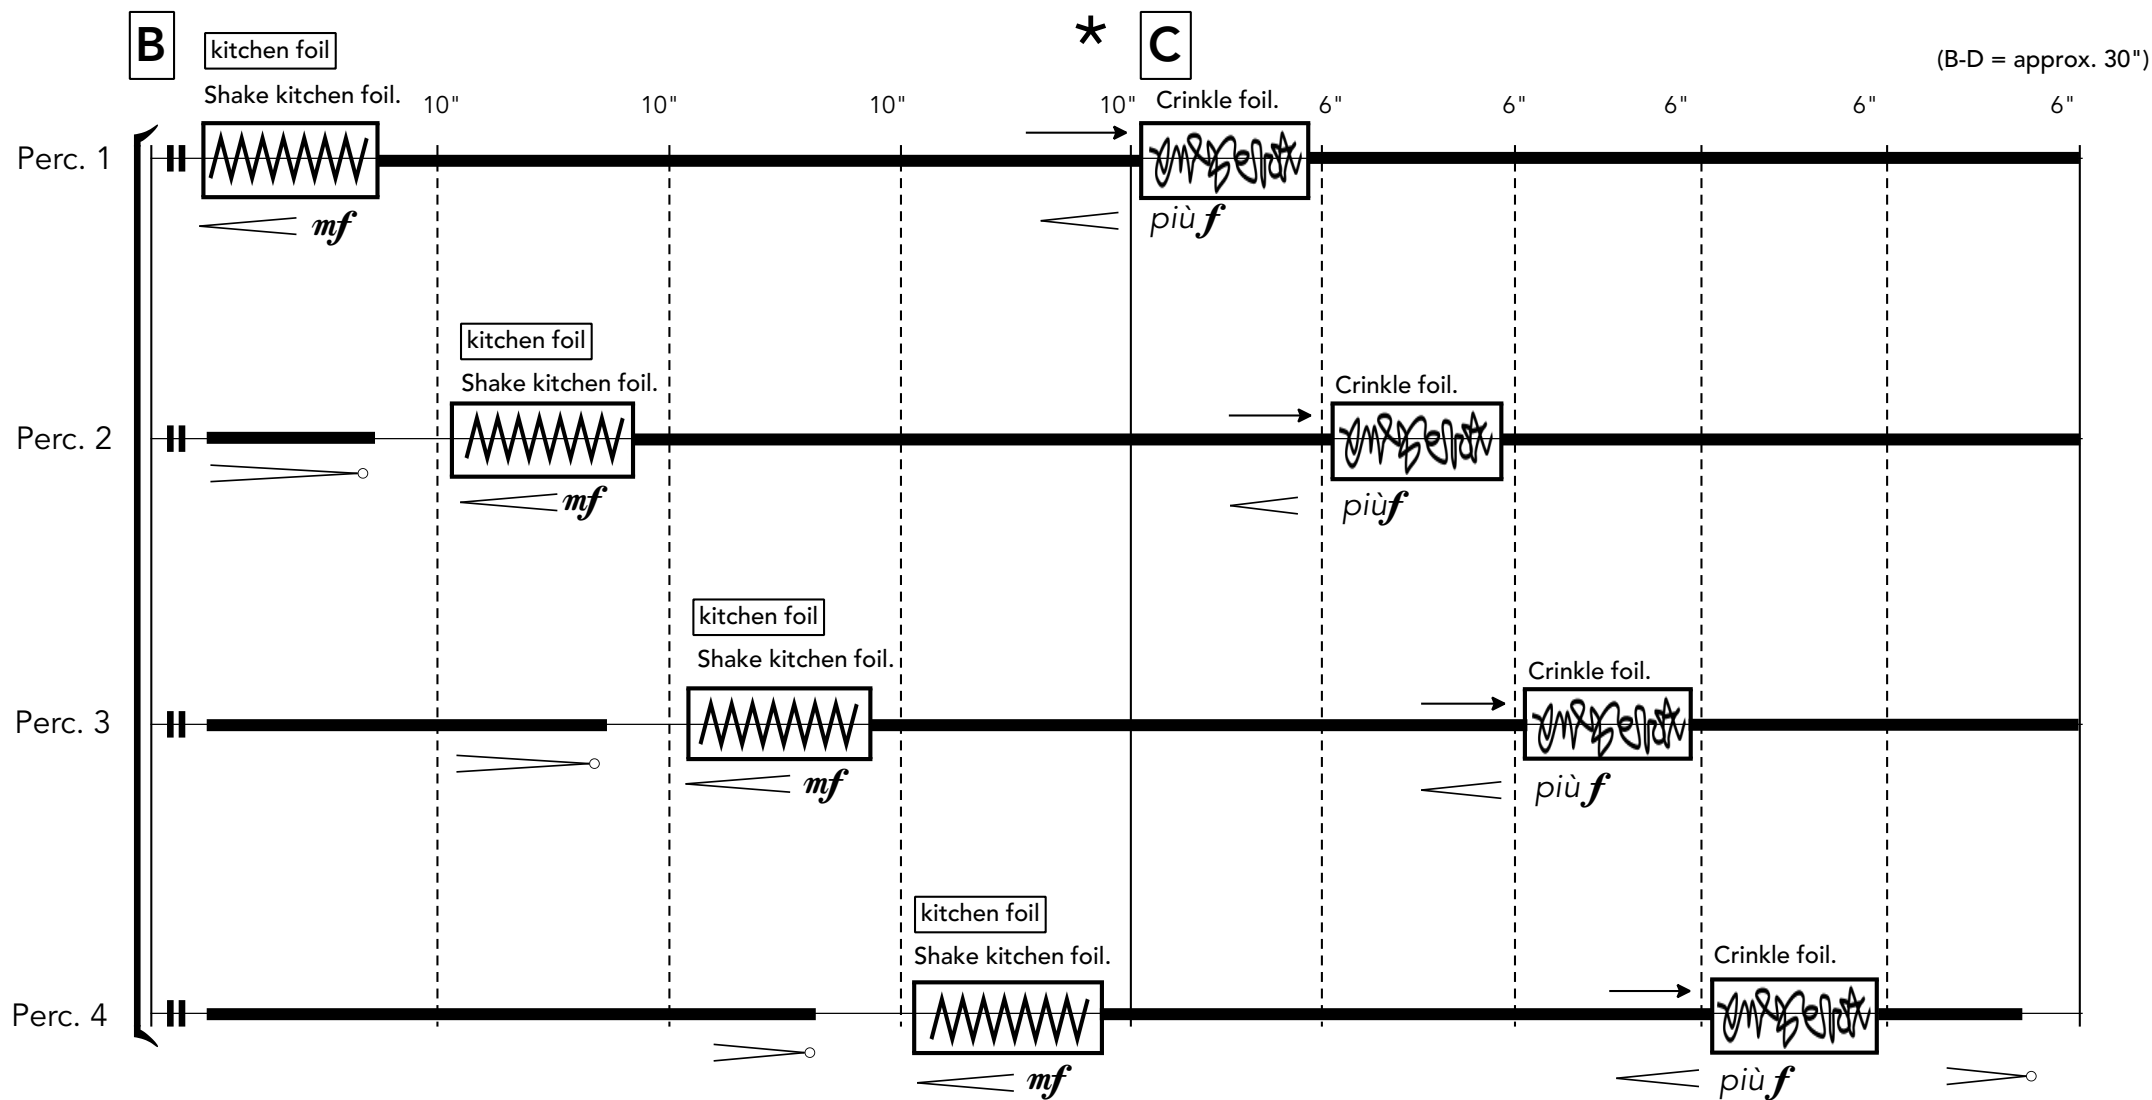 B
kitchen foil
* C
(B-D = approx. 30")
Shake kitchen foil. 10" 10" 10" 10" Crinkle foil. 6" 6" 6" 6" 6"
Perc. 1
mf
più f
kitchen foil
Shake kitchen foil.
Crinkle foil.
Perc. 2
mf
più f
kitchen foil
Shake kitchen foil.
Crinkle foil.
Perc. 3
mf
più f
kitchen foil
Shake kitchen foil.
Crinkle foil.
Perc. 4
mf
più f